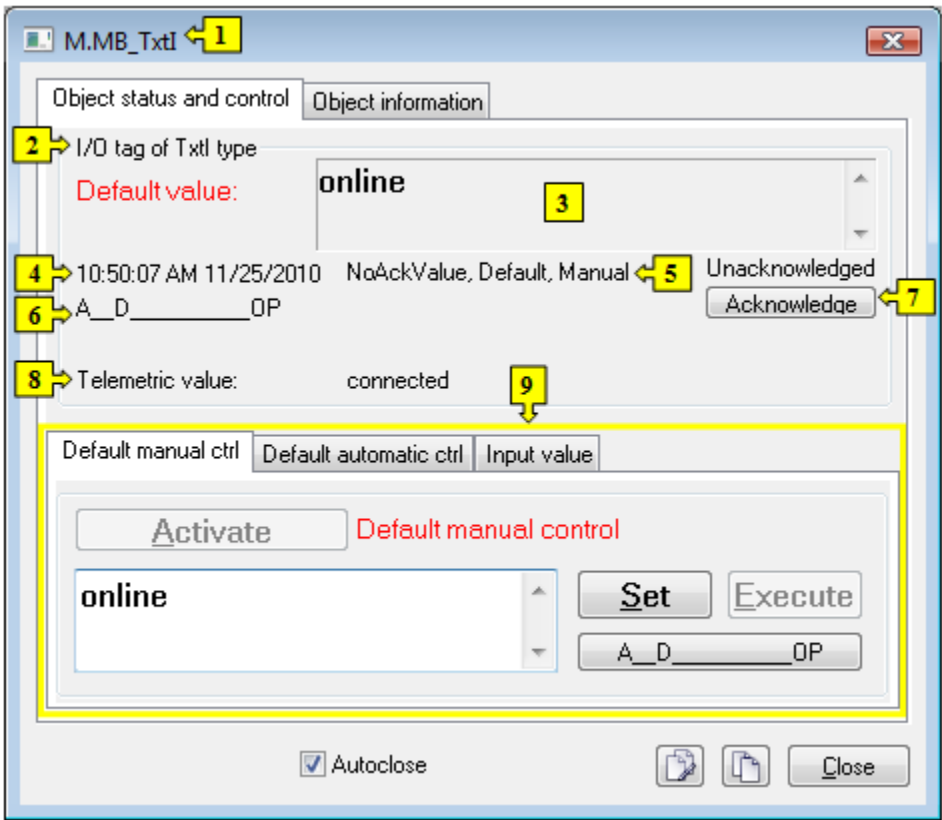 M.MB_TxtI 1
Object status and control Object information
2 I/O tag of TxtI type
Default value: online
3
4 10:50:07 AM 11/25/2010 NoAckValue, Default, Manual 5 Unacknowledged
6 A__D__________OP Acknowledge 7
8 Telemetric value: connected 9
Default manual ctrl Default automatic ctrl Input value
Activate Default manual control
online Set Execute
A__D__________OP
Autoclose Close